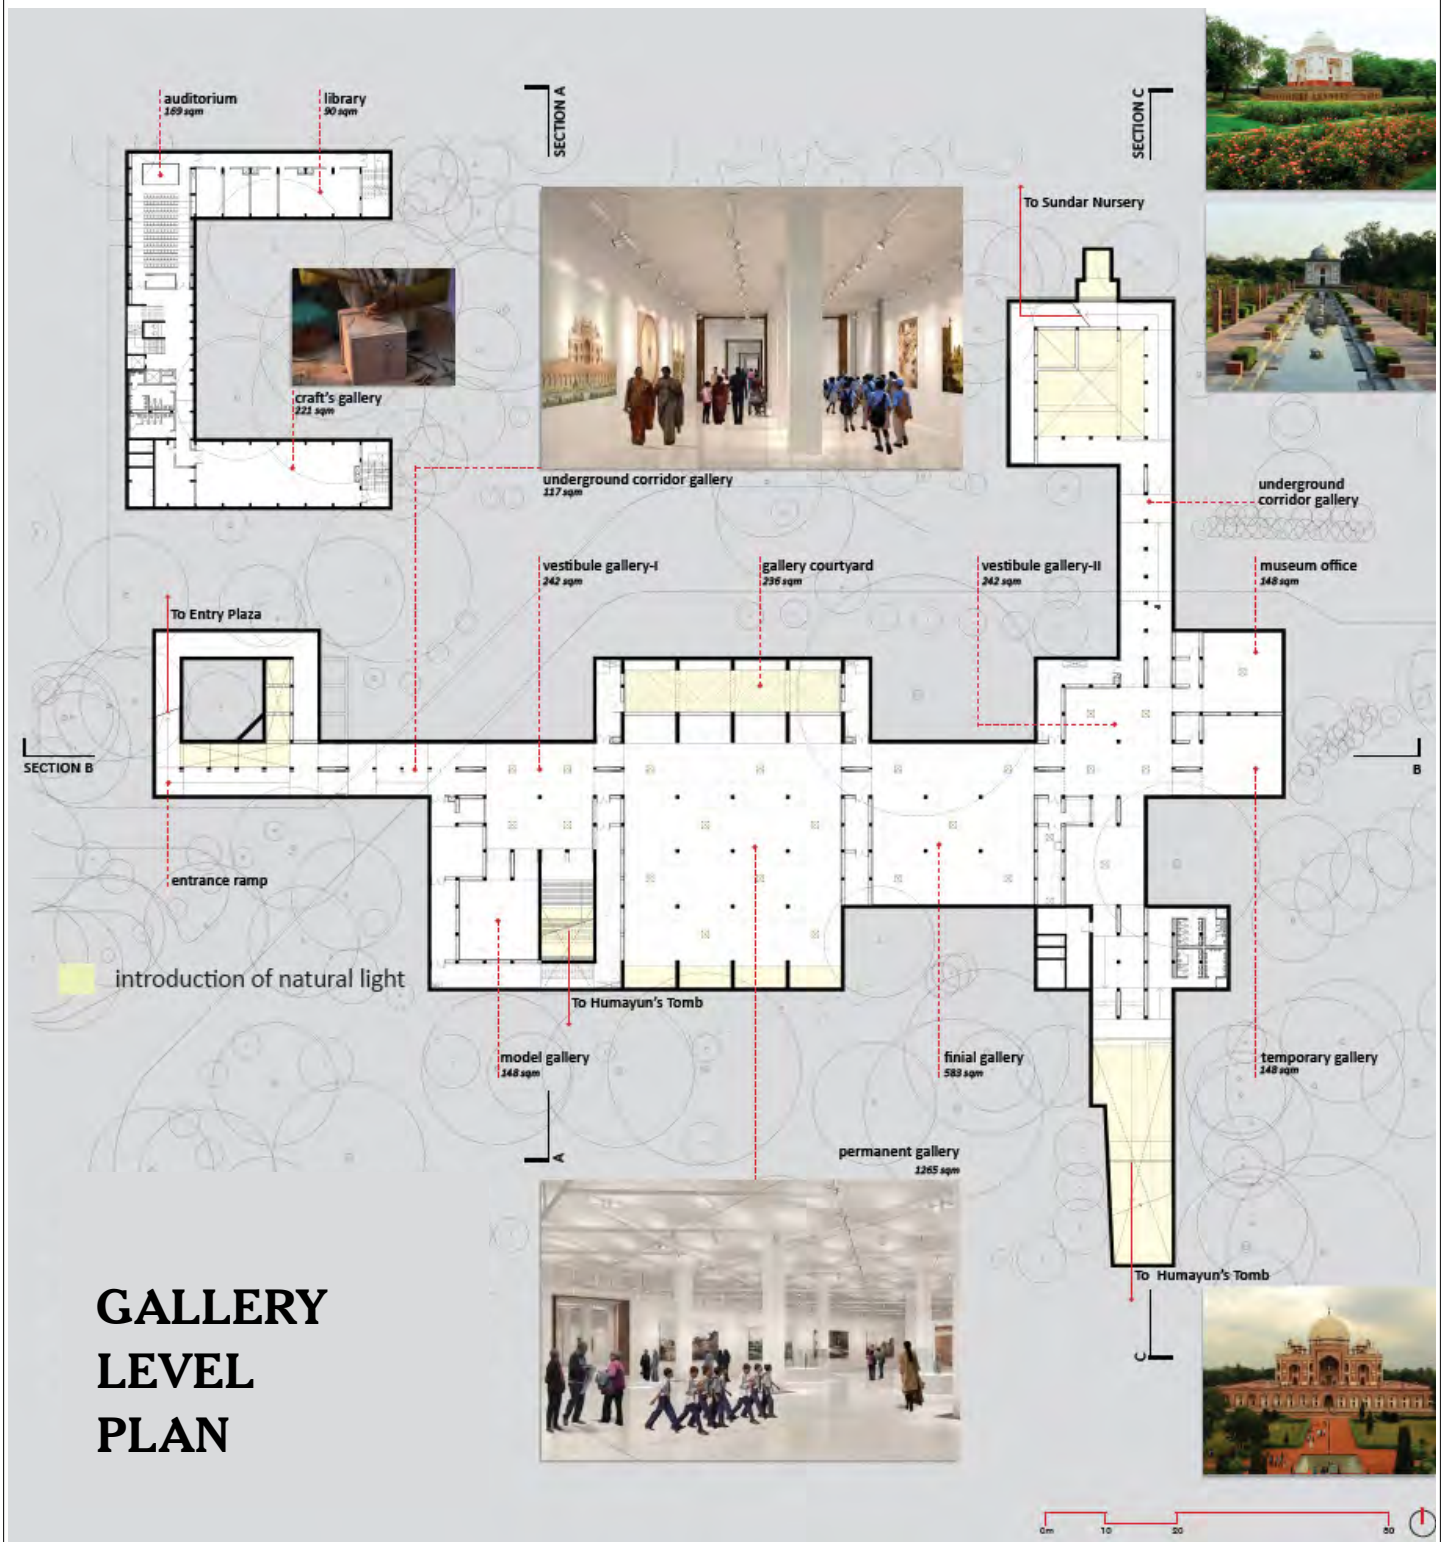 auditorium
169 sqm
library
90 sqm
SECTION A
SECTION C
To Sundar Nursery
craft's gallery
221 sqm
underground corridor gallery
117 sqm
underground
corridor gallery
vestibule gallery-I
242 sqm
gallery courtyard
236 sqm
vestibule gallery-II
242 sqm
museum office
148 sqm
To Entry Plaza
SECTION B
B
entrance ramp
introduction of natural light
To Humayun's Tomb
model gallery
148 sqm
finial gallery
583 sqm
temporary gallery
148 sqm
A
permanent gallery
1265 sqm
To Humayun's Tomb
C
GALLERY
LEVEL
PLAN
0m 10 20 50